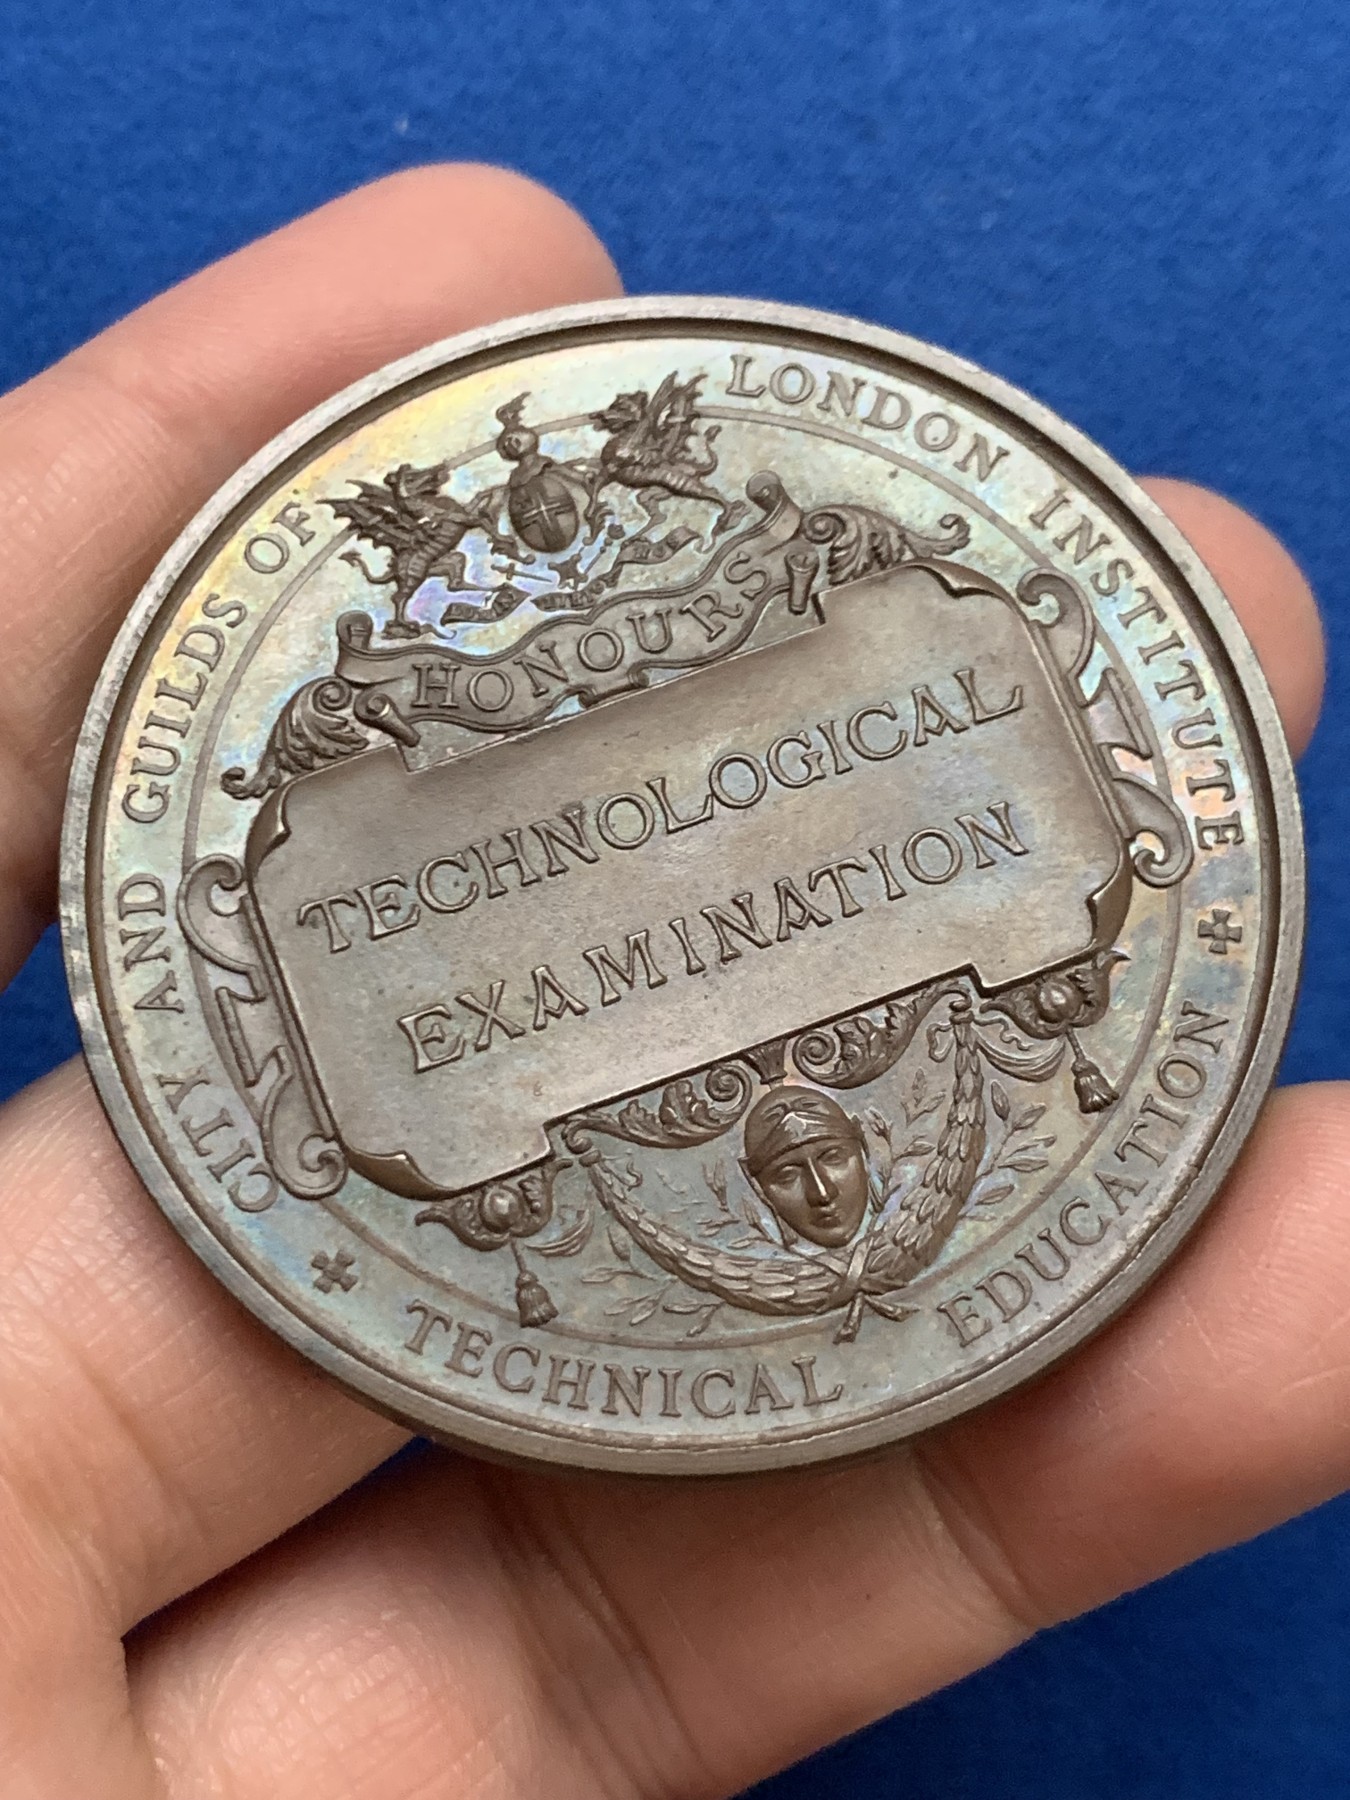 CITY AND GUILDS OF LONDON INSTITUTE
HONOURS
TECHNOLOGICAL
EXAMINATION
TECHNICAL EDUCATION